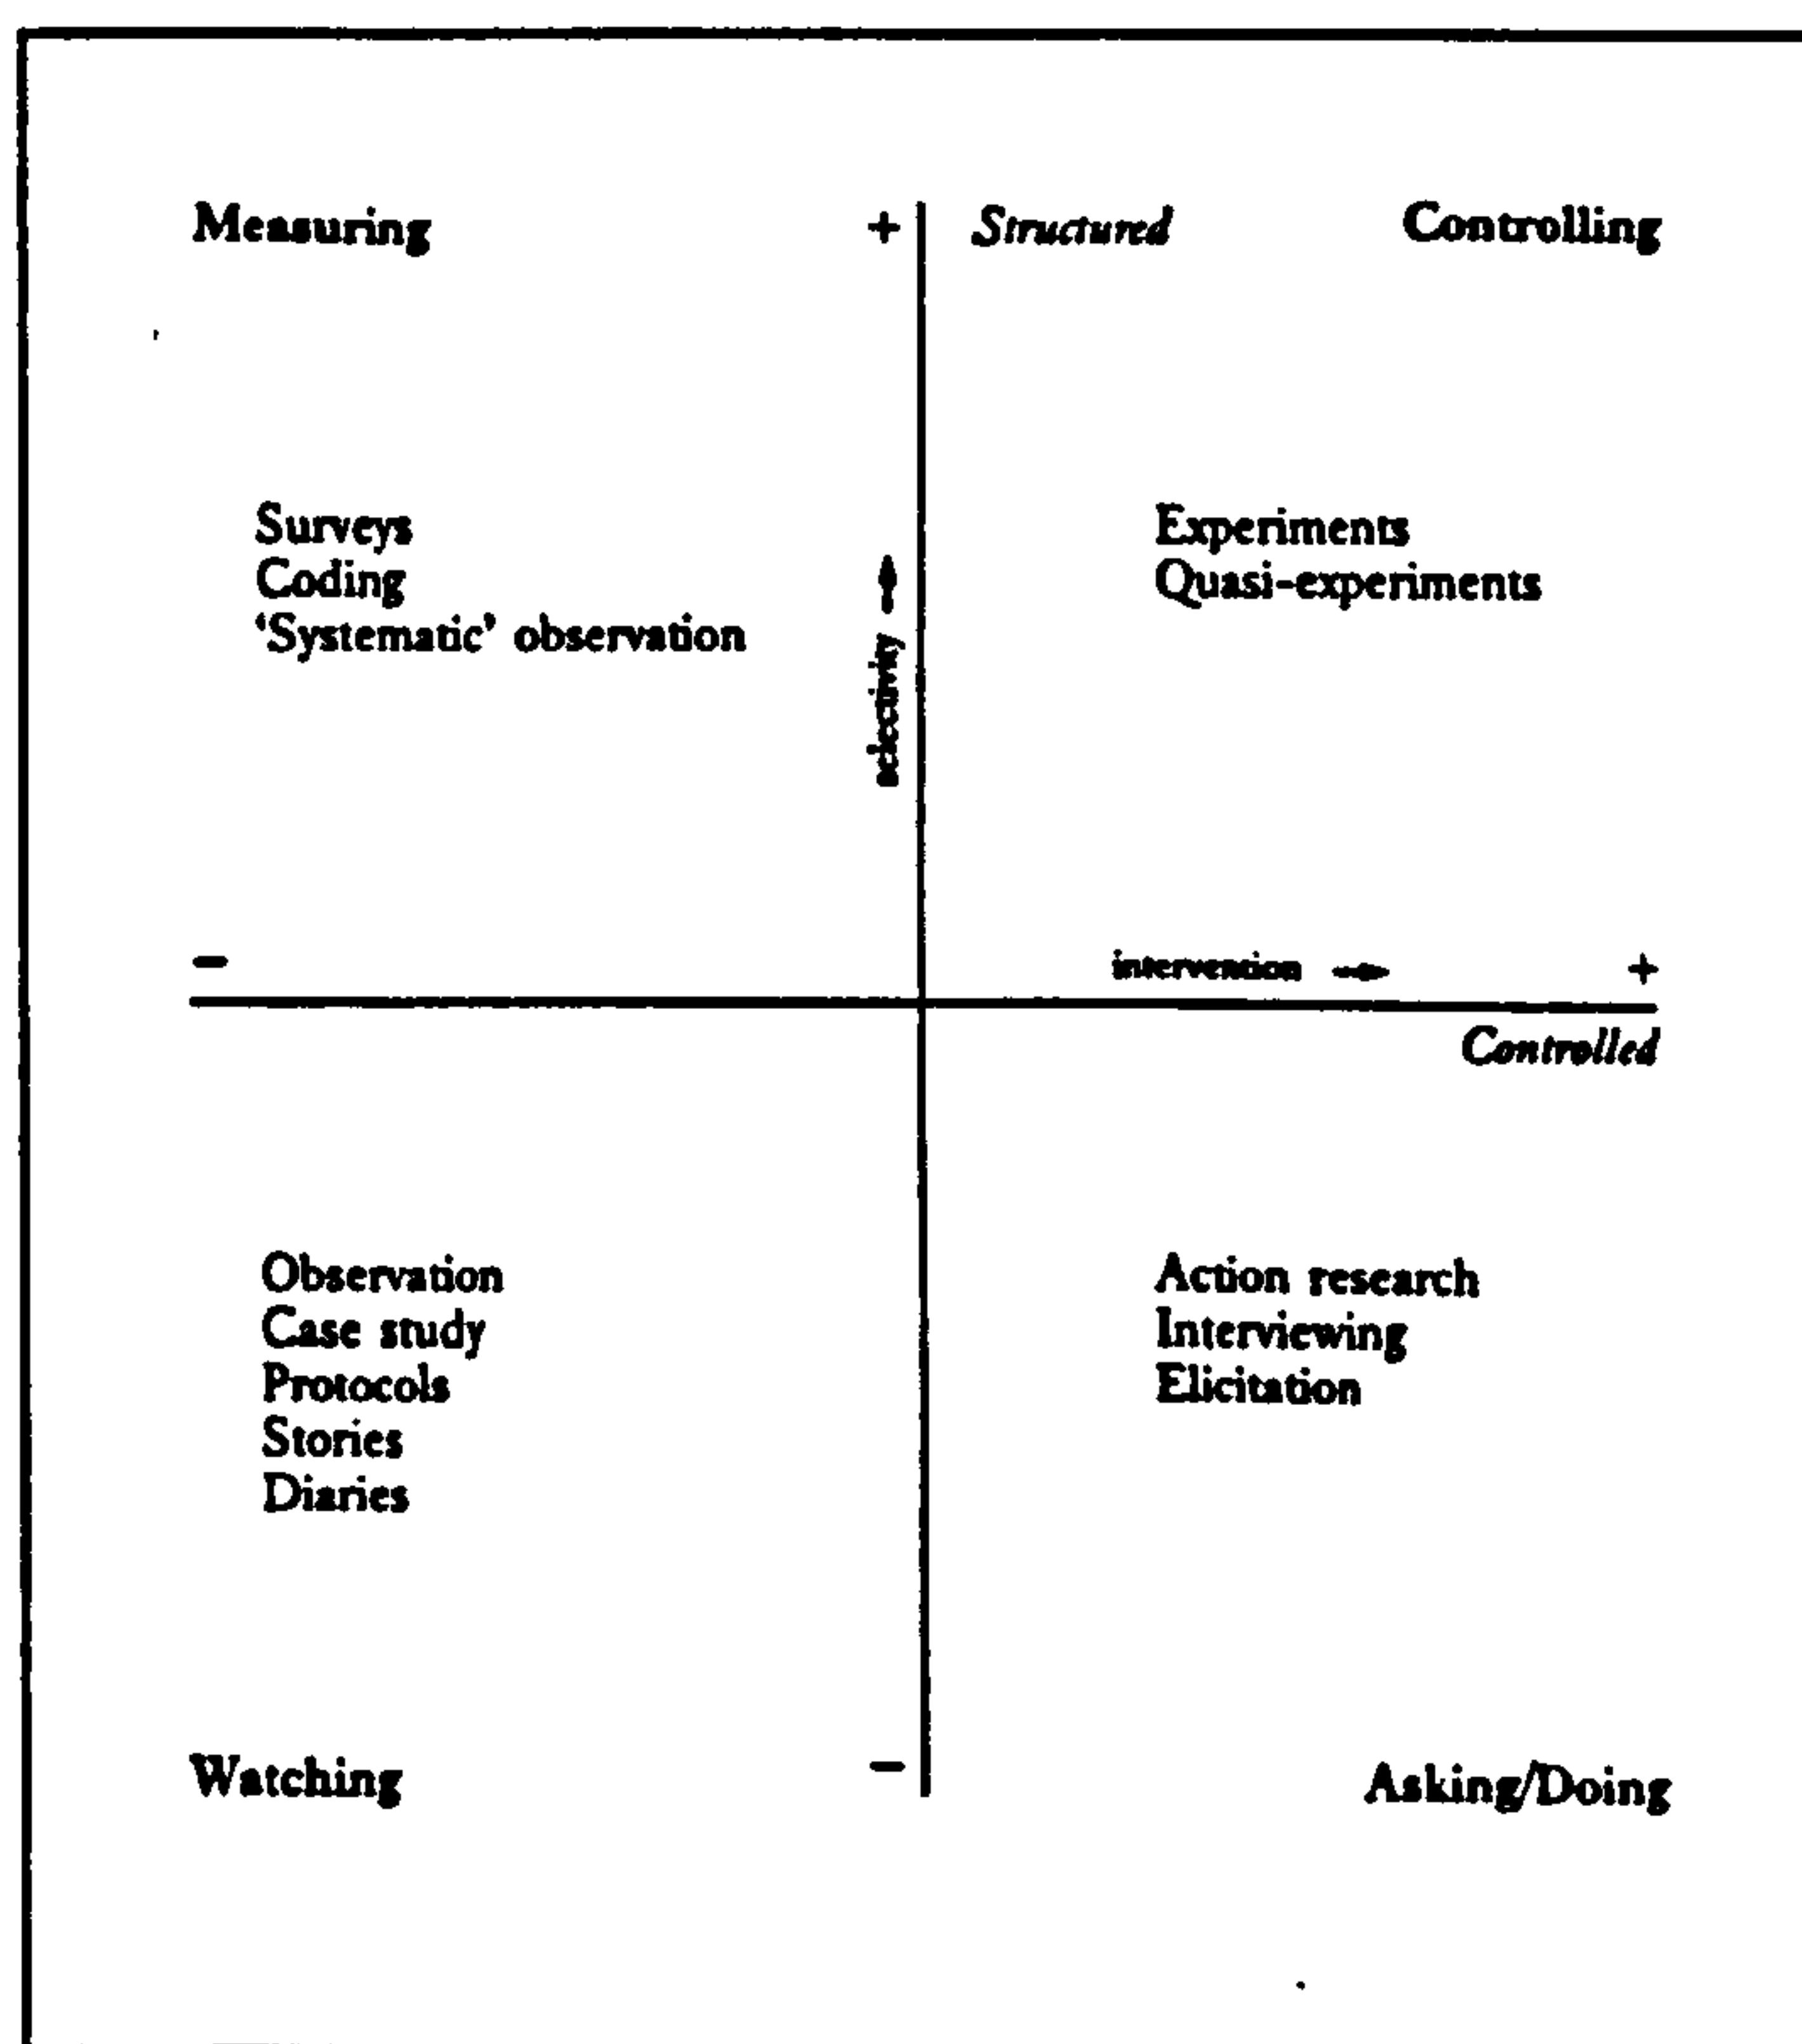 Measuring + Structured Controlling
Surveys
Coding
‘Systematic’ observation
Experiments
Quasi-experiments
selectivity
− intervention +
Controlled
Observation
Case study
Protocols
Stories
Diaries
Action research
Interviewing
Elicitation
Watching − Asking/Doing